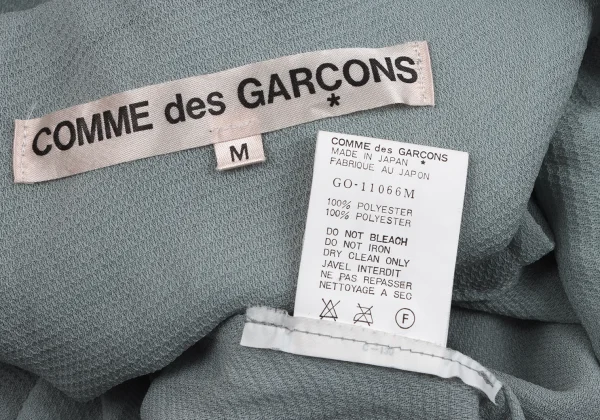 COMME des GARÇONS
*
M
COMME des GARÇONS
MADE IN JAPAN *
FABRIQUE AU JAPON
GO-11066M
100% POLYESTER
100% POLYESTER
DO NOT BLEACH
DO NOT IRON
DRY CLEAN ONLY
JAVEL INTERDIT
NE PAS REPASSER
NETTOYAGE A SEC
F